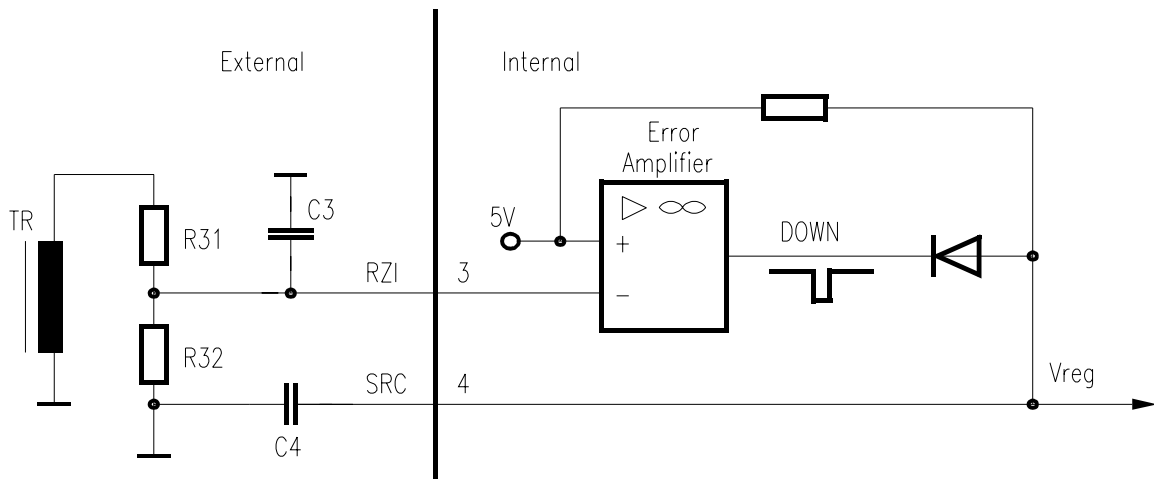 External
Internal
Error
Amplifier
TR
C3
5V
+
DOWN
R31
RZI
3
−
R32
SRC
4
Vreg
C4